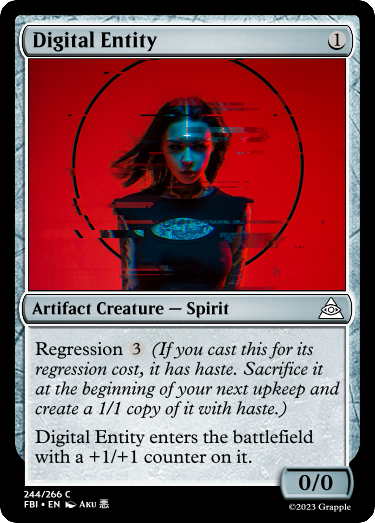 Digital Entity 1
Artifact Creature — Spirit
Regression 3 (If you cast this for its
regression cost, it has haste. Sacrifice it
at the beginning of your next upkeep and
create a 1/1 copy of it with haste.)
Digital Entity enters the battlefield
with a +1/+1 counter on it.
0/0
244/266 C
FBI • EN Aku 悪
©2023 Grapple